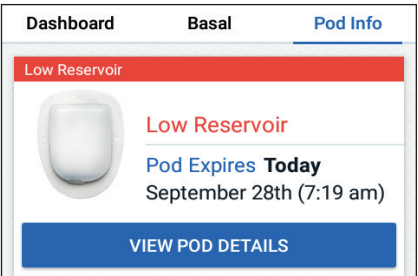 Dashboard Basal Pod Info
Low Reservoir
Low Reservoir
Pod Expires Today
September 28th (7:19 am)
VIEW POD DETAILS